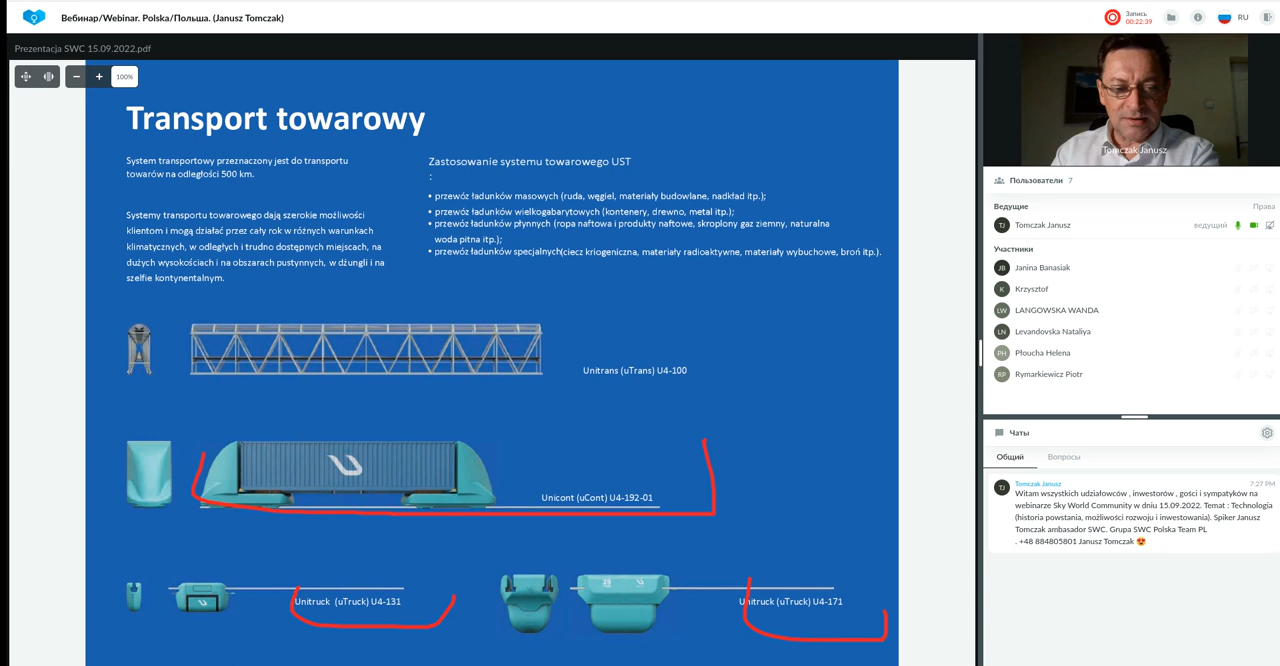 Вебинар/Webinar. Polska/Польша. (Janusz Tomczak)
Запись
00:22:39
RU
Prezentacja SWC 15.09.2022.pdf
100%
Transport towarowy
System transportowy przeznaczony jest do transportu
towarów na odległości 500 km.
Systemy transportu towarowego dają szerokie możliwości
klientom i mogą działać przez cały rok w różnych warunkach
klimatycznych, w odległych i trudno dostępnych miejscach, na
dużych wysokościach i na obszarach pustynnych, w dżungli i na
szelfie kontynentalnym.
Zastosowanie systemu towarowego UST
:
• przewóz ładunków masowych (ruda, węgiel, materiały budowlane, nadkład itp.);
• przewóz ładunków wielkogabarytowych (kontenery, drewno, metal itp.);
• przewóz ładunków płynnych (ropa naftowa i produkty naftowe, skroplony gaz ziemny, naturalna
woda pitna itp.);
• przewóz ładunków specjalnych(ciecz kriogeniczna, materiały radioaktywne, materiały wybuchowe, broń itp.).
Unitrans (uTrans) U4-100
Unicont (uCont) U4-192-01
Unitruck (uTruck) U4-131
Unitruck (uTruck) U4-171
Tomczak Janusz
Пользователи 7
Ведущие Права
TJ Tomczak Janusz ведущий
Участники
JB Janina Banasiak
K Krzysztof
LW LANGOWSKA WANDA
LN Levandovska Nataliya
PH Płoucha Helena
RP Rymarkiewicz Piotr
Чаты
Общий Вопросы
TJ Tomczak Janusz 7:27 PM
Witam wszystkich udziałowców , inwestorów , gości i sympatyków na
webinarze Sky World Community w dniu 15.09.2022. Temat : Technologia
(historia powstania, możliwości rozwoju i inwestowania). Spiker Janusz
Tomczak ambasador SWC. Grupa SWC Polska Team PL
. +48 884805801 Janusz Tomczak 😍